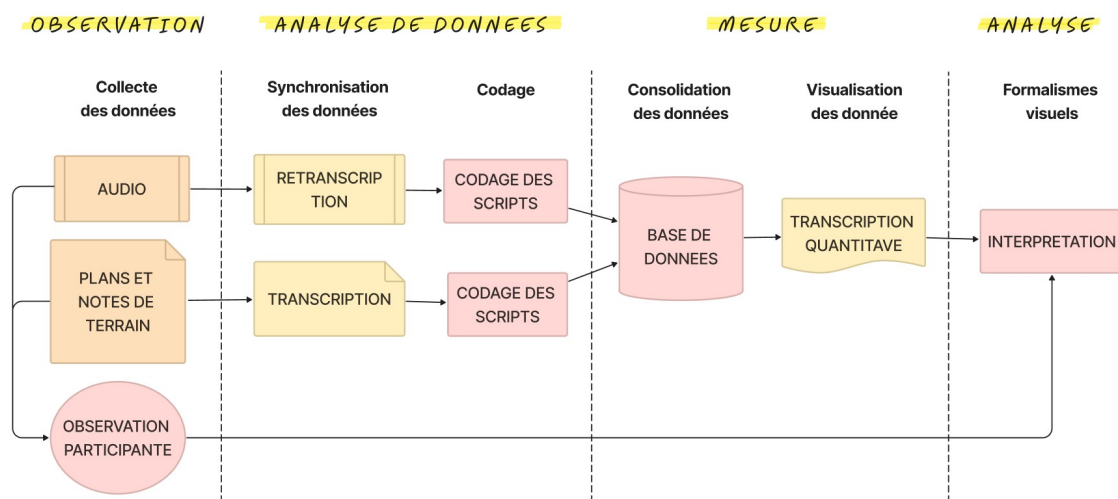 OBSERVATION
ANALYSE DE DONNEES
MESURE
ANALYSE
Collecte
des données
Synchronisation
des données
Codage
Consolidation
des données
Visualisation
des donnée
Formalismes
visuels
AUDIO
RETRANSCRIP
TION
CODAGE DES
SCRIPTS
PLANS ET
NOTES DE
TERRAIN
TRANSCRIPTION
CODAGE DES
SCRIPTS
BASE DE
DONNEES
TRANSCRIPTION
QUANTITAVE
INTERPRETATION
OBSERVATION
PARTICIPANTE